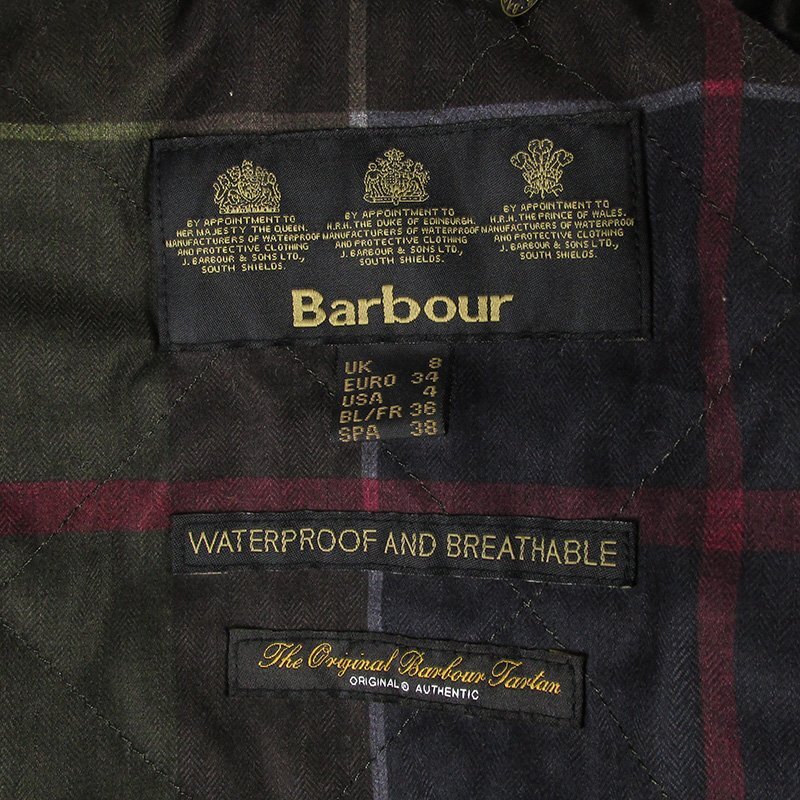 BY APPOINTMENT TO
HER MAJESTY THE QUEEN.
MANUFACTURERS OF WATERPROOF
AND PROTECTIVE CLOTHING
J. BARBOUR & SONS LTD.,
SOUTH SHIELDS.
BY APPOINTMENT TO
H.R.H. THE DUKE OF EDINBURGH.
MANUFACTURERS OF WATERPROOF
AND PROTECTIVE CLOTHING
J. BARBOUR & SONS LTD.,
SOUTH SHIELDS.
BY APPOINTMENT TO
H.R.H. THE PRINCE OF WALES.
MANUFACTURERS OF WATERPROOF
AND PROTECTIVE CLOTHING
J. BARBOUR & SONS LTD.,
SOUTH SHIELDS.
Barbour
UK 8
EURO 34
USA 4
BL/FR 36
SPA 38
WATERPROOF AND BREATHABLE
The Original Barbour Tartan
ORIGINAL® AUTHENTIC